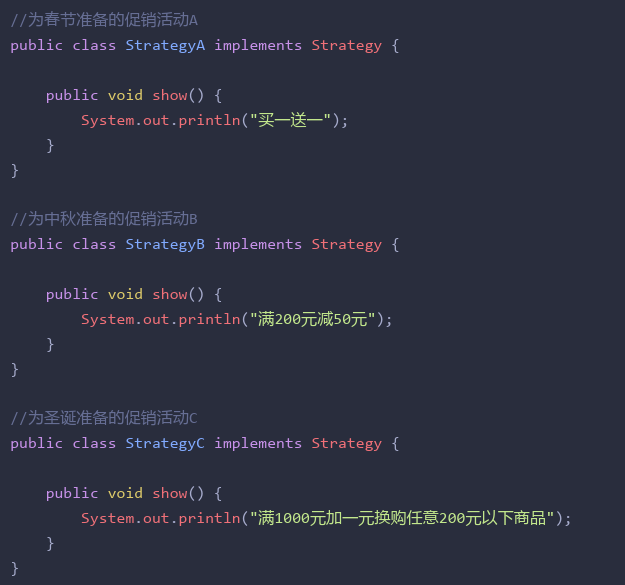 //为春节准备的促销活动A
public class StrategyA implements Strategy {
    public void show() {
        System.out.println("买一送一");
    }
}
//为中秋准备的促销活动B
public class StrategyB implements Strategy {
    public void show() {
        System.out.println("满200元减50元");
    }
}
//为圣诞准备的促销活动C
public class StrategyC implements Strategy {
    public void show() {
        System.out.println("满1000元加一元换购任意200元以下商品");
    }
}